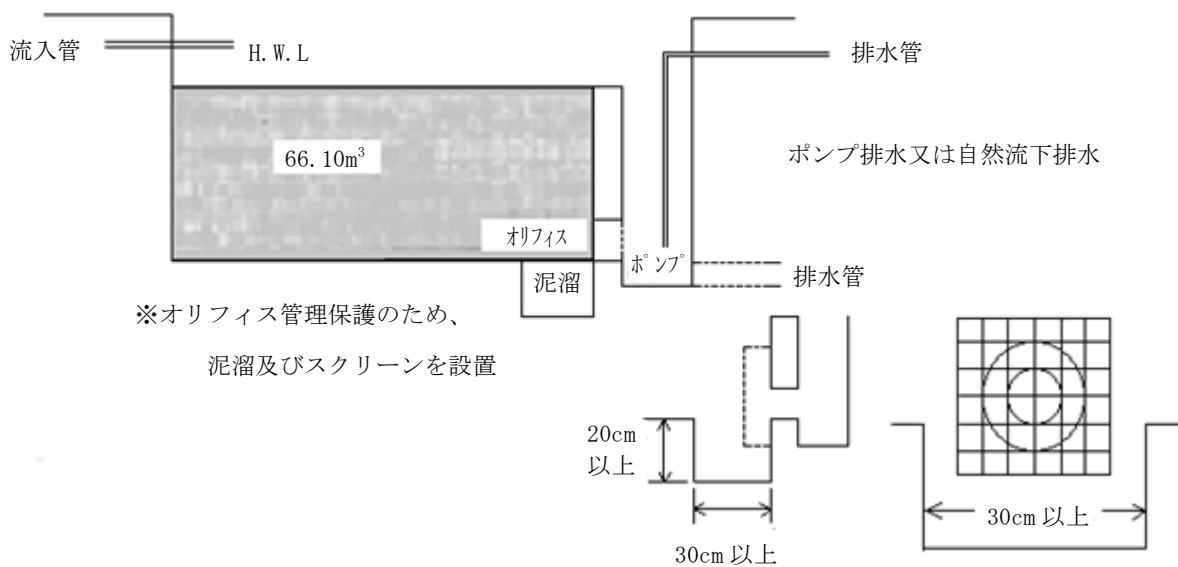 流入管
H.W.L
排水管
66.10m³
ポンプ排水又は自然流下排水
オリフィス
ポンプ
泥溜
排水管
※オリフィス管理保護のため、
泥溜及びスクリーンを設置
20cm
以上
30cm 以上
30cm 以上